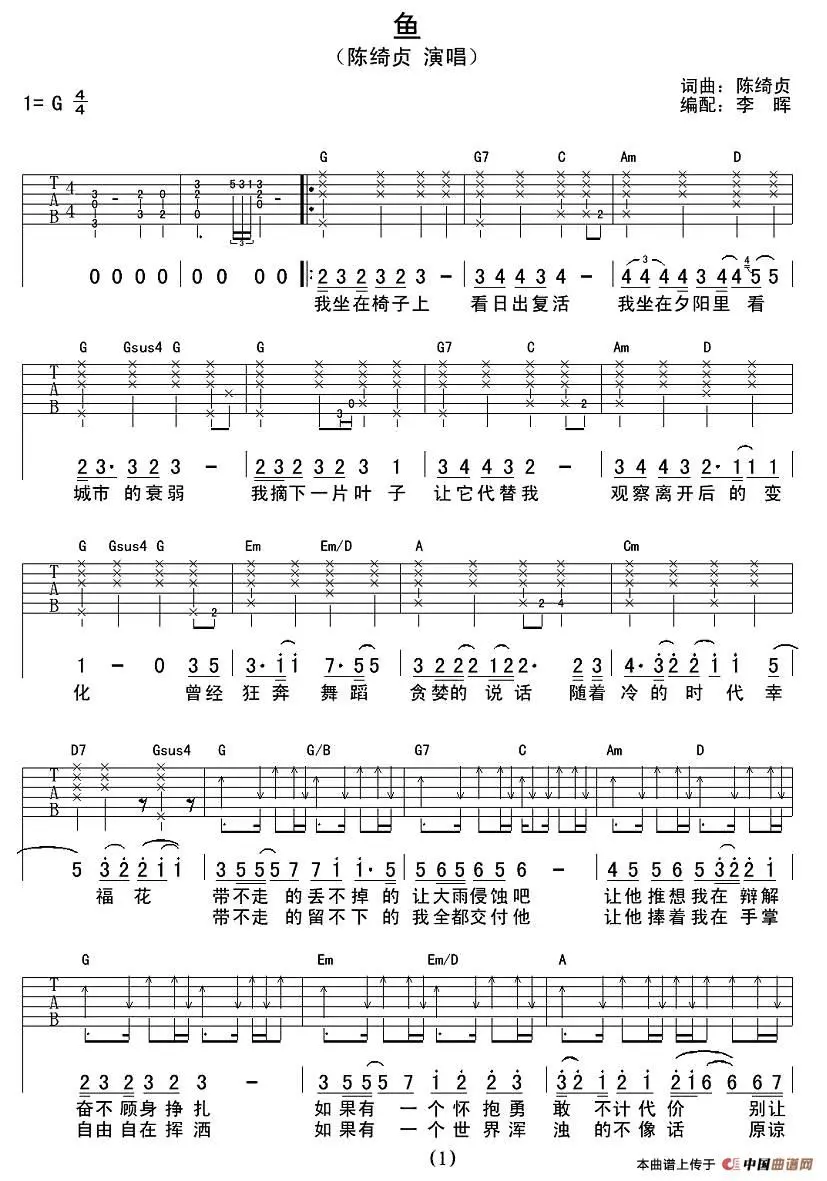 鱼
（陈绮贞 演唱）
词曲：陈绮贞
1= G 4/4
编配：李 晖
G G7 C Am D
0 0 0 0 0 0 0 0 2 3 2 3 2 3 - 3 4 4 3 4 - 4 4 4 4 3 4 4 5 5
我坐在椅子上 看日出复活 我坐在夕阳里 看
G Gsus4 G G G7 C Am D
2 3· 3 2 3 - 2 3 2 3 2 3 1 3 4 4 3 2 - 3 4 4 3 2· 1 1 1
城市 的衰弱 我摘下一片叶 子 让它代替我 观察离开后 的 变
G Gsus4 G Em Em/D A Cm
1 - 0 3 5 3· 1 1 7· 5 5 3 2 2 2 1 2 2· 2 3 4· 3 2 2 1 1 5
化 曾经 狂奔 舞蹈 贪婪的 说话 随着 冷的 时 代 幸
D7 Gsus4 G G/B G7 C Am D
5 3 2 2 1 1 3 5 5 5 7 7 1 1· 5 5 6 5 6 5 6 - 4 5 5 6 5 3 2 2 1
福 花 带不走 的丢不掉的 让大雨侵蚀吧 让他 推想我在 辩解
带不走 的留不下的 我全都交付他 让他 捧着我在 手掌
G Em Em/D A
2 3 2 3 2 3 - 3 5 5 5 7 1 2 2 3 3 2 1 2 1 2 1 6 6 6 7
奋不顾身挣扎 如果有 一个怀抱勇 敢 不计代价 别让
自由自在挥洒 如果有 一个世界浑 浊 的不像话 原谅
(1)
本曲谱上传于 中国曲谱网